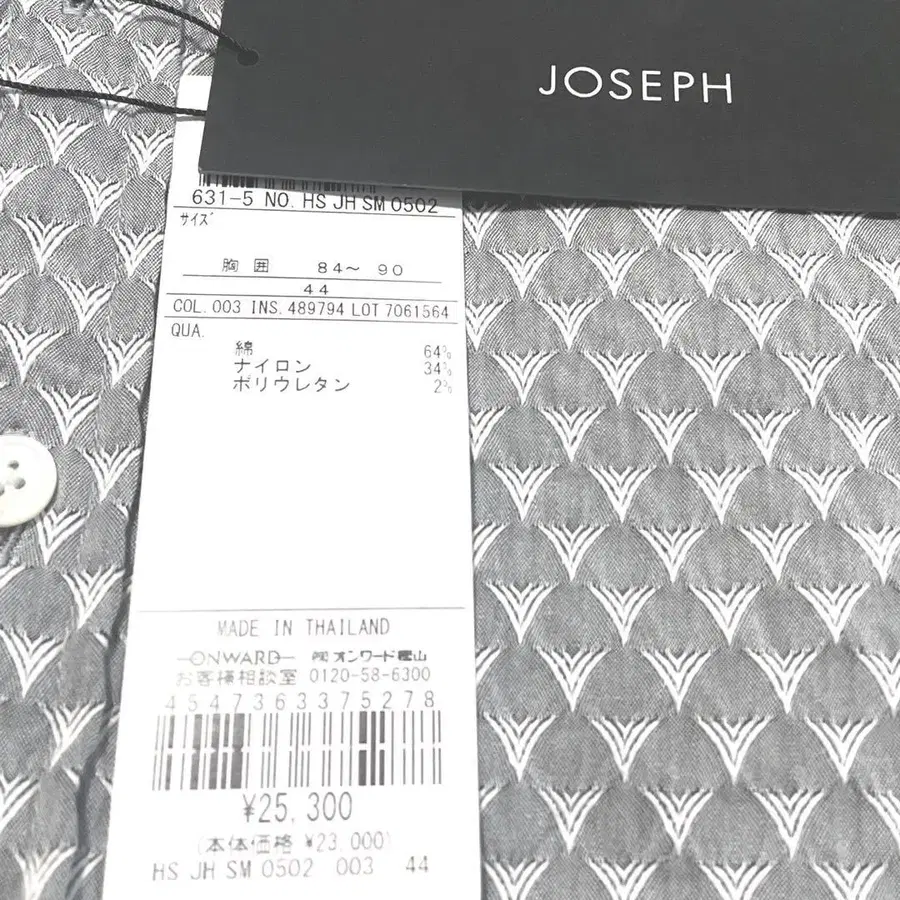 JOSEPH
631-5 NO. HS JH SM 0502
サイズ
胸囲 84～ 90
44
COL. 003 INS. 489794 LOT 7061564
QUA.
綿 64%
ナイロン 34%
ポリウレタン 2%
MADE IN THAILAND
ONWARD ㈱オンワード樫山
お客様相談室 0120-58-6300
4547363375278
¥25,300
(本体価格 ¥23,000)
HS JH SM 0502 003 44